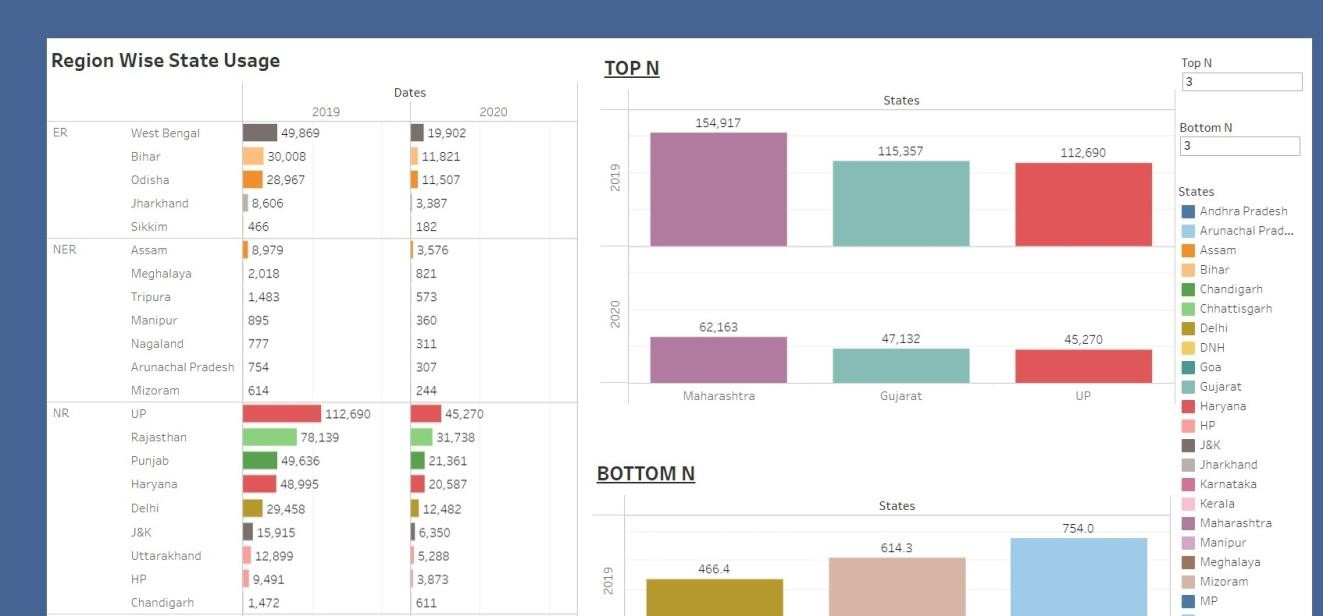 Region Wise State Usage
Dates
2019 2020
ER West Bengal 49,869 19,902
Bihar 30,008 11,821
Odisha 28,967 11,507
Jharkhand 8,606 3,387
Sikkim 466 182
NER Assam 8,979 3,576
Meghalaya 2,018 821
Tripura 1,483 573
Manipur 895 360
Nagaland 777 311
Arunachal Pradesh 754 307
Mizoram 614 244
NR UP 112,690 45,270
Rajasthan 78,139 31,738
Punjab 49,636 21,361
Haryana 48,995 20,587
Delhi 29,458 12,482
J&K 15,915 6,350
Uttarakhand 12,899 5,288
HP 9,491 3,873
Chandigarh 1,472 611
TOP N
States
2019
154,917 115,357 112,690
2020
62,163 47,132 45,270
Maharashtra Gujarat UP
BOTTOM N
States
2019
466.4 614.3 754.0
Top N
3
Bottom N
3
States
Andhra Pradesh
Arunachal Prad...
Assam
Bihar
Chandigarh
Chhattisgarh
Delhi
DNH
Goa
Gujarat
Haryana
HP
J&K
Jharkhand
Karnataka
Kerala
Maharashtra
Manipur
Meghalaya
Mizoram
MP